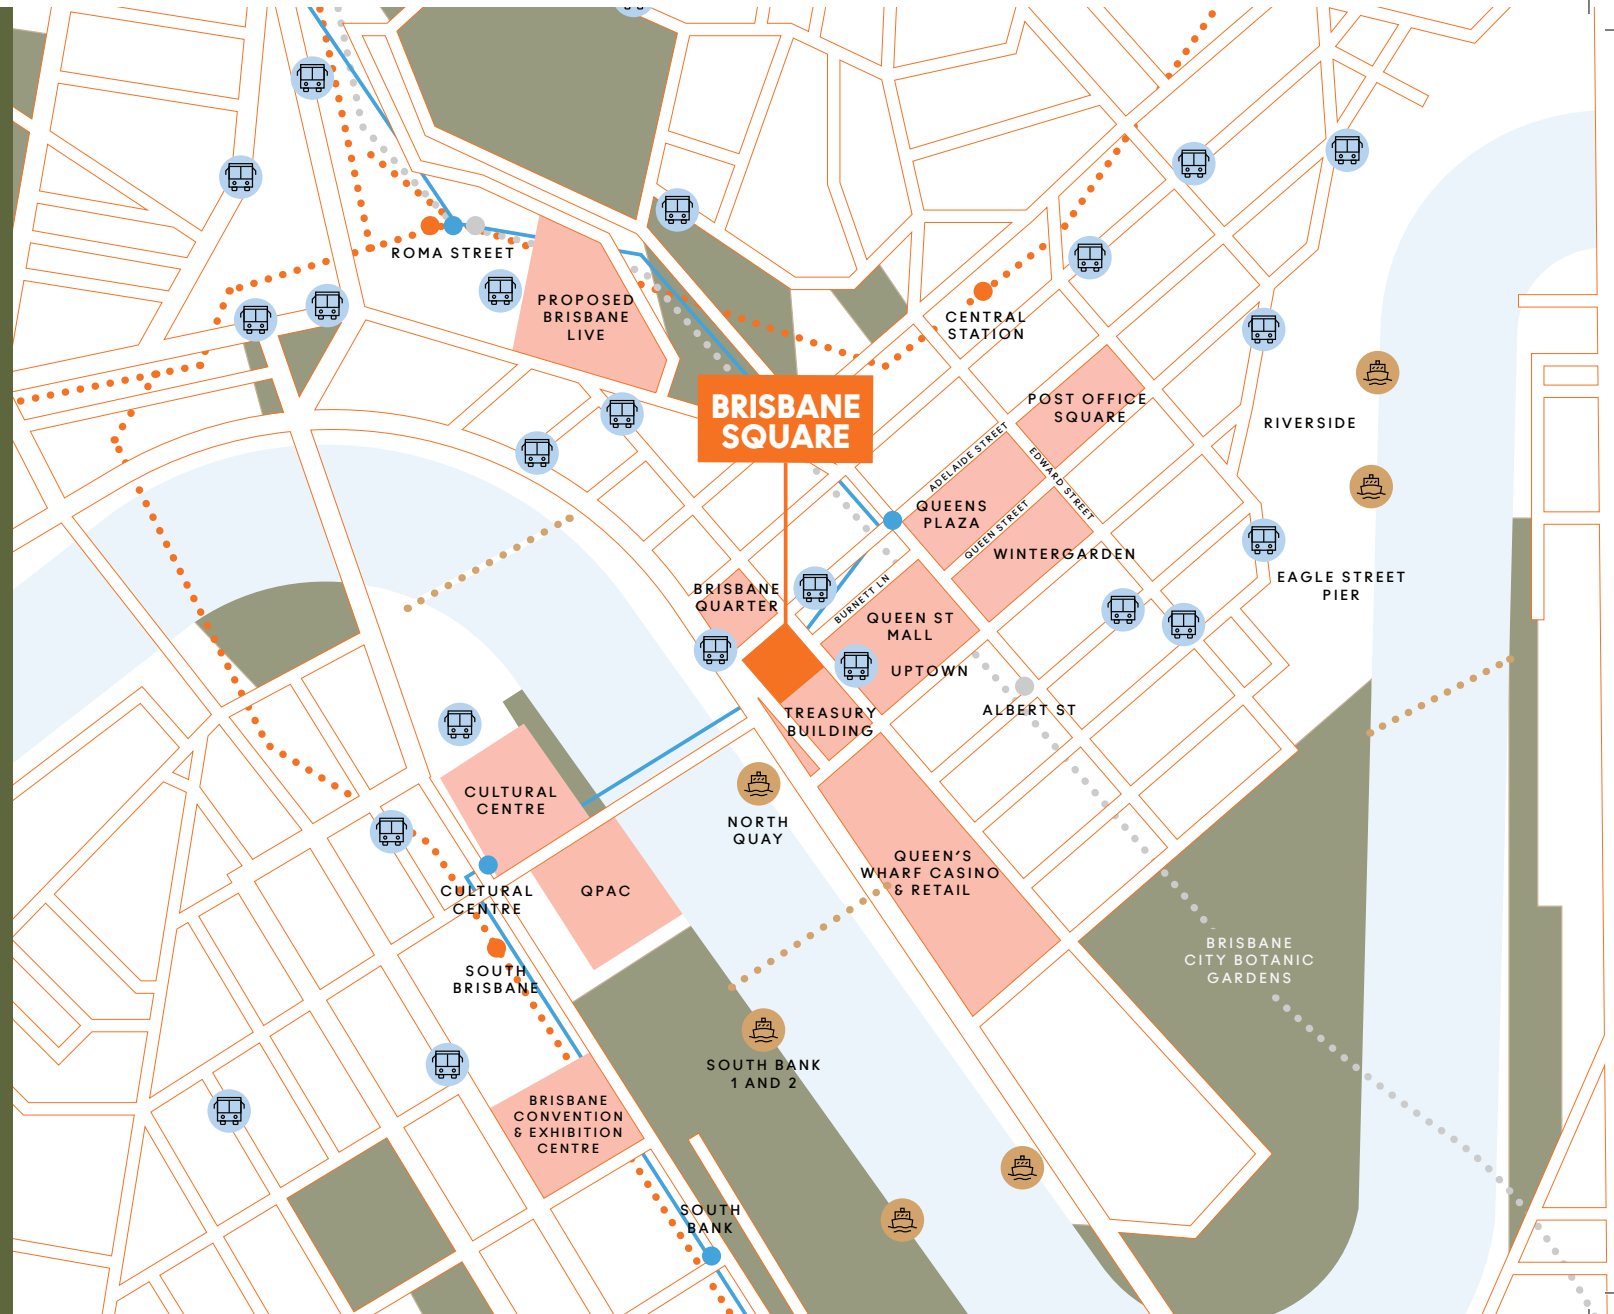 ROMA STREET
PROPOSED
BRISBANE
LIVE
CENTRAL
STATION
BRISBANE
SQUARE
POST OFFICE
SQUARE
RIVERSIDE
ADELAIDE STREET
EDWARD STREET
QUEENS
PLAZA
QUEEN STREET
WINTERGARDEN
EAGLE STREET
PIER
BRISBANE
QUARTER
BURNETT LN
QUEEN ST
MALL
UPTOWN
ALBERT ST
TREASURY
BUILDING
CULTURAL
CENTRE
NORTH
QUAY
QUEEN'S
WHARF CASINO
& RETAIL
CULTURAL
CENTRE
QPAC
BRISBANE
CITY BOTANIC
GARDENS
SOUTH
BRISBANE
SOUTH BANK
1 AND 2
BRISBANE
CONVENTION
& EXHIBITION
CENTRE
SOUTH
BANK